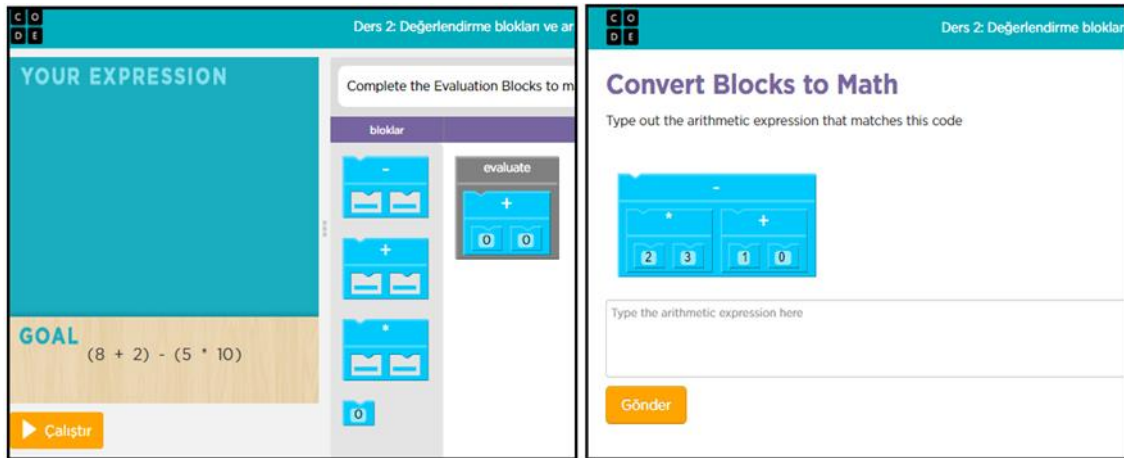 C O
D E
Ders 2: Değerlendirme blokları ve ar
YOUR EXPRESSION
Complete the Evaluation Blocks to m
bloklar
-
evaluate
+
0 0
+
*
0
GOAL
(8 + 2) - (5 * 10)
Çalıştır
C O
D E
Ders 2: Değerlendirme bloklar
Convert Blocks to Math
Type out the arithmetic expression that matches this code
-
* +
2 3 1 0
Type the arithmetic expression here
Gönder